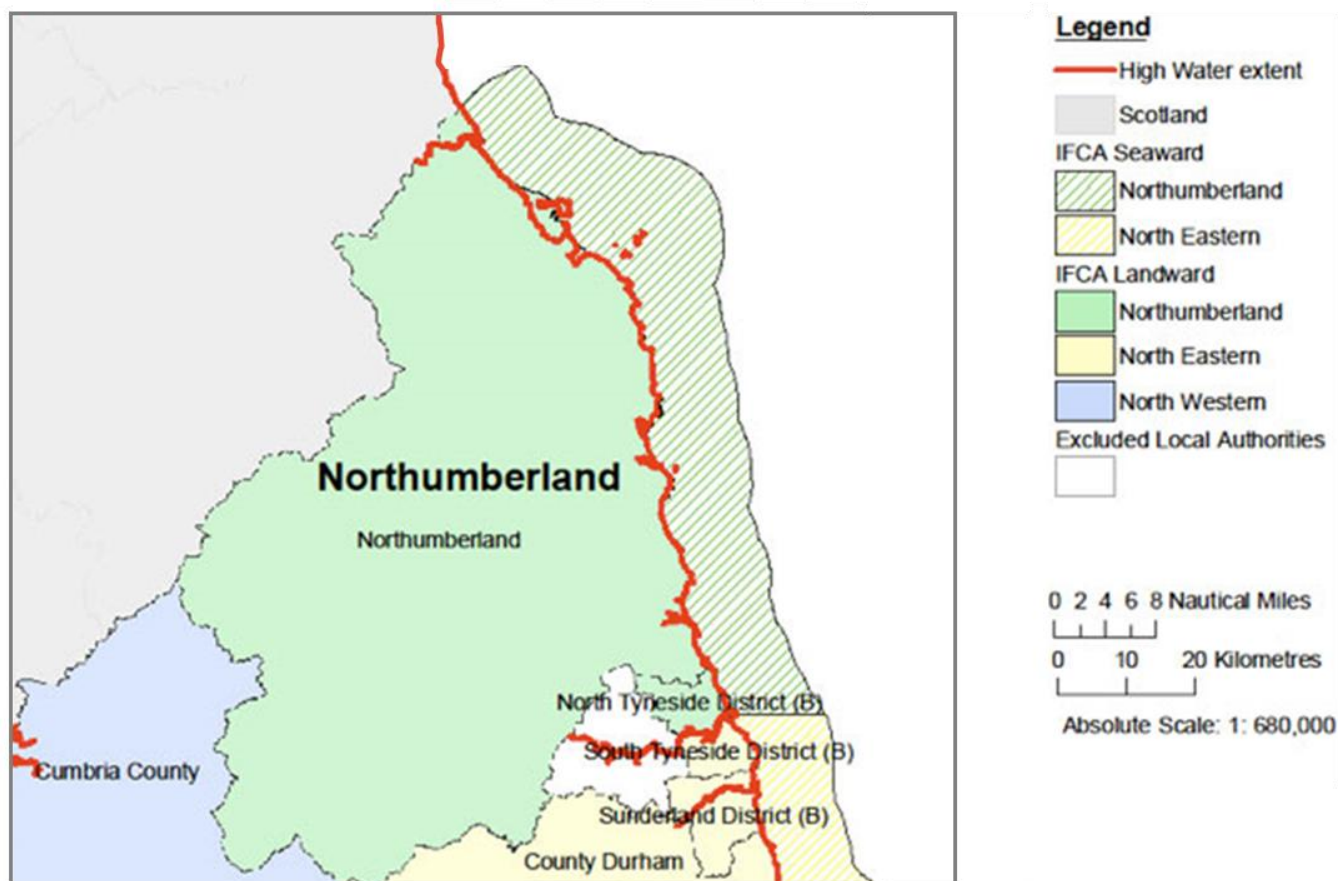 Northumberland
Northumberland
North Tyneside District (B)
South Tyneside District (B)
Cumbria County
Sunderland District (B)
County Durham
Legend
High Water extent
Scotland
IFCA Seaward
Northumberland
North Eastern
IFCA Landward
Northumberland
North Eastern
North Western
Excluded Local Authorities
0 2 4 6 8 Nautical Miles
0 10 20 Kilometres
Absolute Scale: 1: 680,000